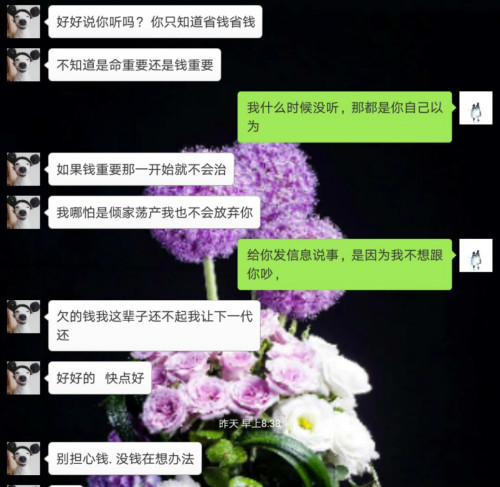 好好说你听吗？你只知道省钱省钱
不知道是命重要还是钱重要
我什么时候没听，那都是你自己以
为
如果钱重要那一开始就不会治
我哪怕是倾家荡产我也不会放弃你
给你发信息说事，是因为我不想跟
你吵，
欠的钱我这辈子还不起我让下一代
还
好好的 快点好
昨天 早上8:38
别担心钱. 没钱在想办法